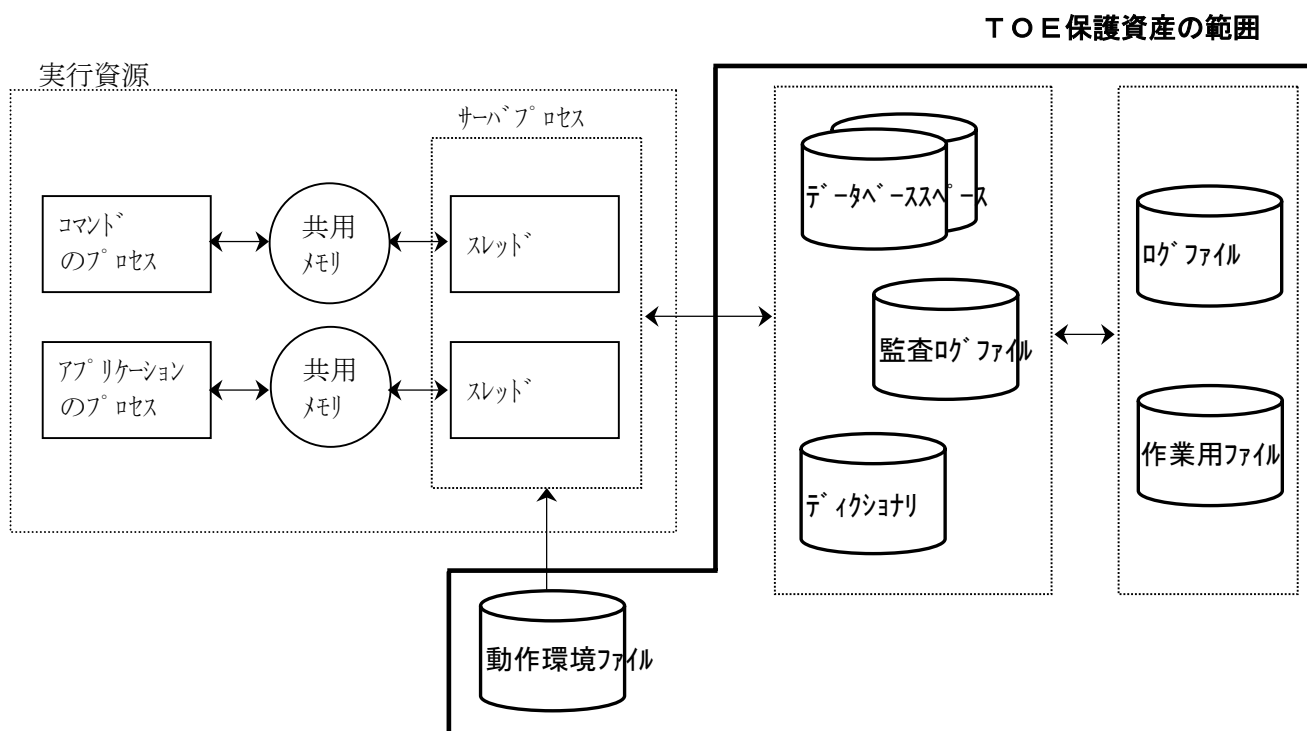 ＴＯＥ保護資産の範囲
実行資源
ｻｰﾊﾞﾌﾟﾛｾｽ
ｺﾏﾝﾄﾞ
のﾌﾟﾛｾｽ
共用
ﾒﾓﾘ
ｽﾚｯﾄﾞ
ｱﾌﾟﾘｹｰｼｮﾝ
のﾌﾟﾛｾｽ
共用
ﾒﾓﾘ
ｽﾚｯﾄﾞ
ﾃﾞｰﾀﾍﾞｰｽｽﾍﾟｰｽ
監査ﾛｸﾞﾌｧｲﾙ
ﾃﾞｨｸｼｮﾅﾘ
ﾛｸﾞﾌｧｲﾙ
作業用ﾌｧｲﾙ
動作環境ﾌｧｲﾙ